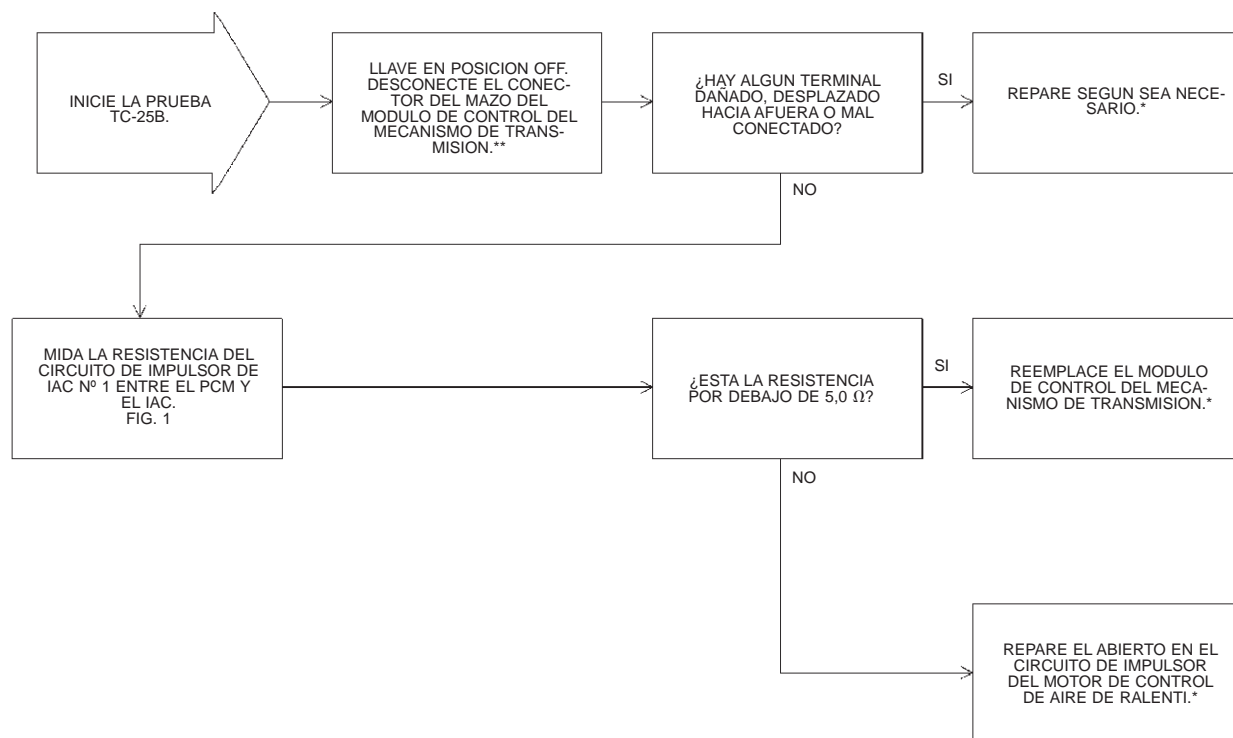 INICIE LA PRUEBA
TC-25B.
LLAVE EN POSICION OFF.
DESCONECTE EL CONEC-
TOR DEL MAZO DEL
MODULO DE CONTROL DEL
MECANISMO DE TRANS-
MISION.**
¿HAY ALGUN TERMINAL
DAÑADO, DESPLAZADO
HACIA AFUERA O MAL
CONECTADO?
SI
REPARE SEGUN SEA NECE-
SARIO.*
NO
MIDA LA RESISTENCIA DEL
CIRCUITO DE IMPULSOR DE
IAC Nº 1 ENTRE EL PCM Y
EL IAC.
FIG. 1
¿ESTA LA RESISTENCIA
POR DEBAJO DE 5,0 Ω?
SI
REEMPLACE EL MODULO
DE CONTROL DEL MECA-
NISMO DE TRANSMISION.*
NO
REPARE EL ABIERTO EN EL
CIRCUITO DE IMPULSOR
DEL MOTOR DE CONTROL
DE AIRE DE RALENTI.*